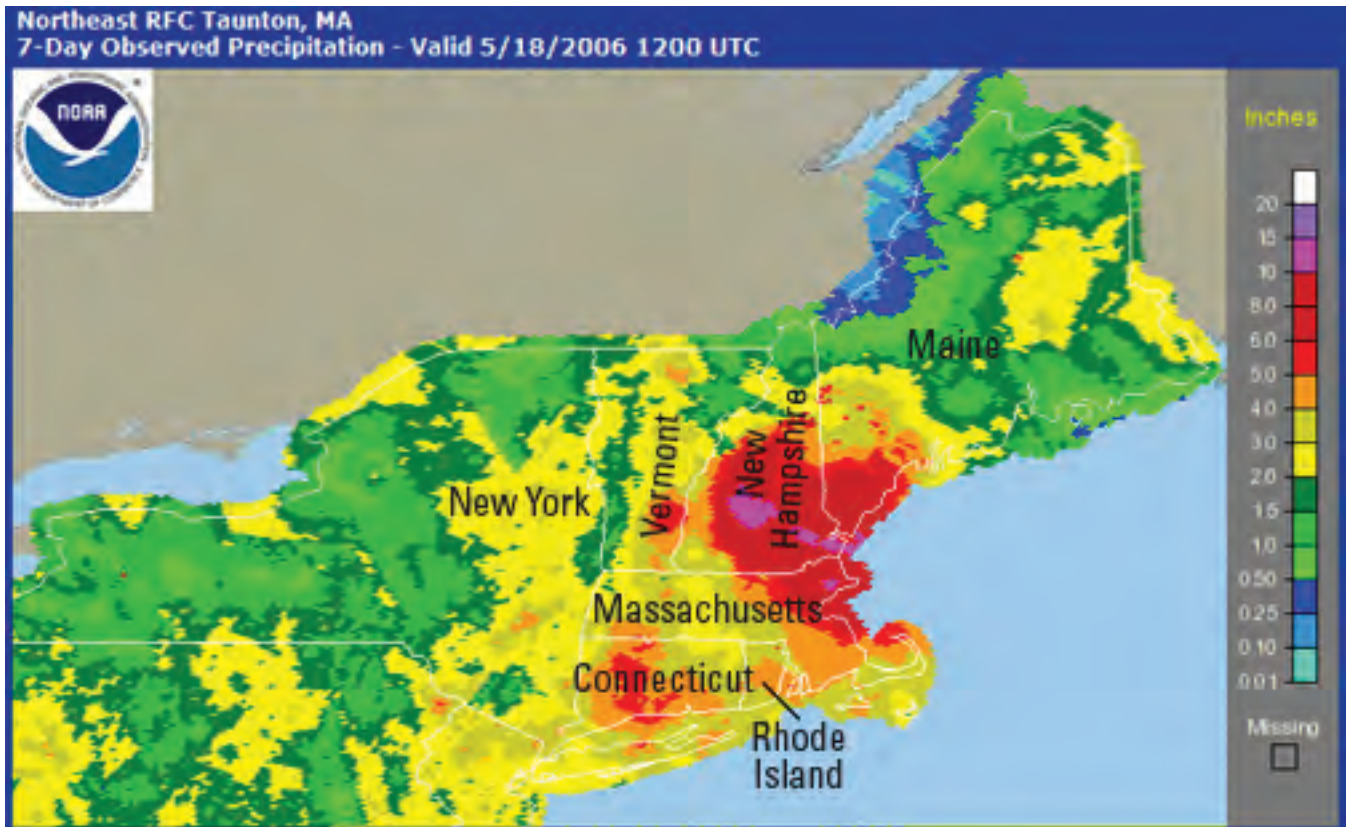 Northeast RFC Taunton, MA
7-Day Observed Precipitation - Valid 5/18/2006 1200 UTC
NOAA
Inches
20
15
10
8.0
6.0
5.0
4.0
3.0
2.0
1.5
1.0
0.50
0.25
0.10
0.01
Missing
Maine
New
Hampshire
Vermont
New York
Massachusetts
Connecticut
Rhode
Island